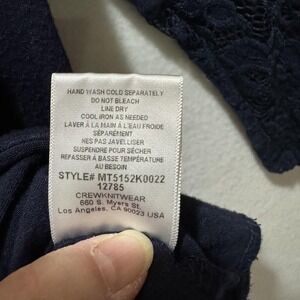 HAND WASH COLD SEPARATELY
DO NOT BLEACH
LINE DRY
COOL IRON AS NEEDED
LAVER À LA MAIN À L'EAU FROIDE
SÉPARÉMENT
NES PAS JAVELLISER
SUSPENDRE POUR SÉCHER
REPASSER À BASSE TEMPÉRATURE
AU BESOIN
STYLE# MT5152K0022
12785
CREWKNITWEAR
660 S. Myers St.
Los Angeles, CA 90023 USA